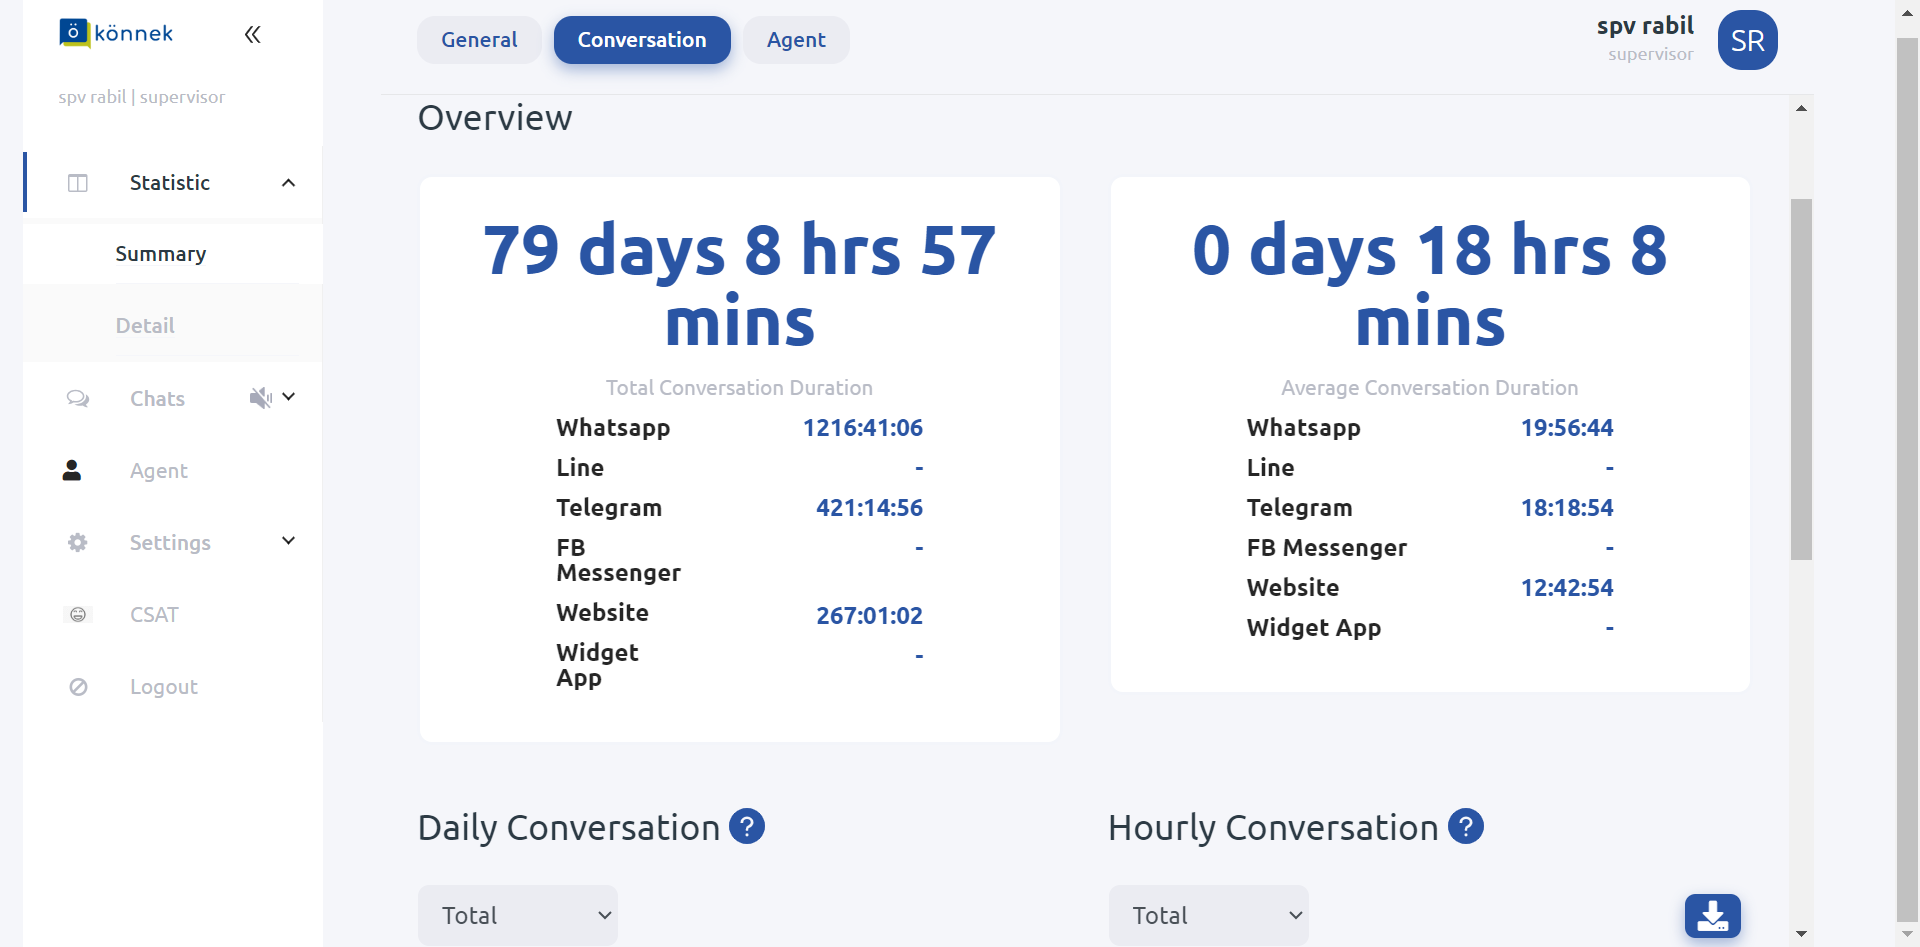 könnek
spv rabil | supervisor
Statistic
Summary
Detail
Chats
Agent
Settings
CSAT
Logout
General
Conversation
Agent
spv rabil
supervisor
SR
Overview
79 days 8 hrs 57
mins
Total Conversation Duration
Whatsapp 1216:41:06
Line -
Telegram 421:14:56
FB
Messenger -
Website 267:01:02
Widget
App -
0 days 18 hrs 8
mins
Average Conversation Duration
Whatsapp 19:56:44
Line -
Telegram 18:18:54
FB Messenger -
Website 12:42:54
Widget App -
Daily Conversation ?
Total
Hourly Conversation ?
Total